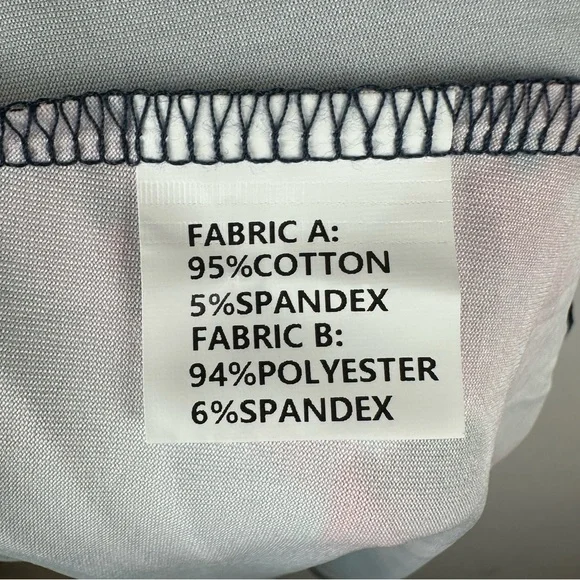 FABRIC A:
95%COTTON
5%SPANDEX
FABRIC B:
94%POLYESTER
6%SPANDEX